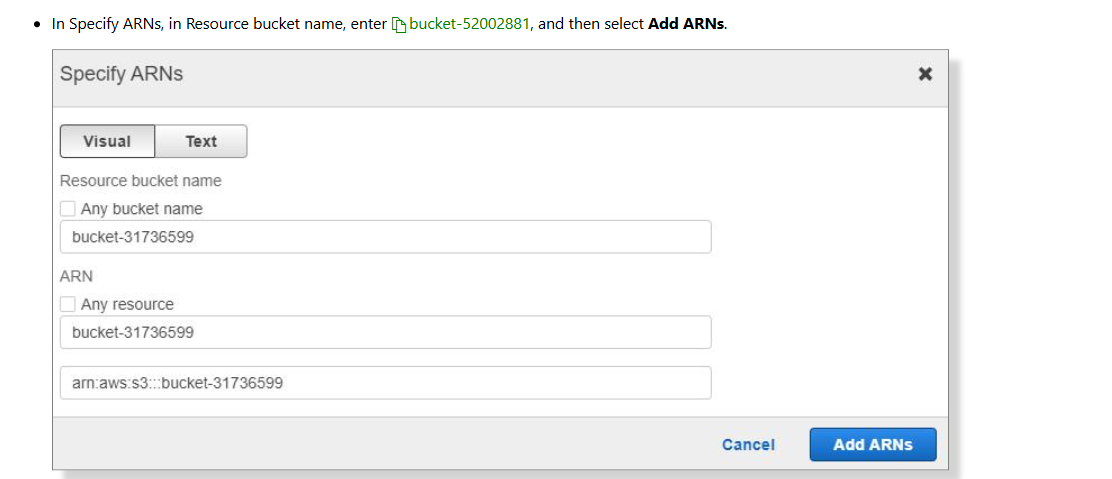 In Specify ARNs, in Resource bucket name, enter bucket-52002881, and then select Add ARNs.
Specify ARNs
Visual Text
Resource bucket name
Any bucket name
bucket-31736599
ARN
Any resource
bucket-31736599
arn:aws:s3:::bucket-31736599
Cancel Add ARNs